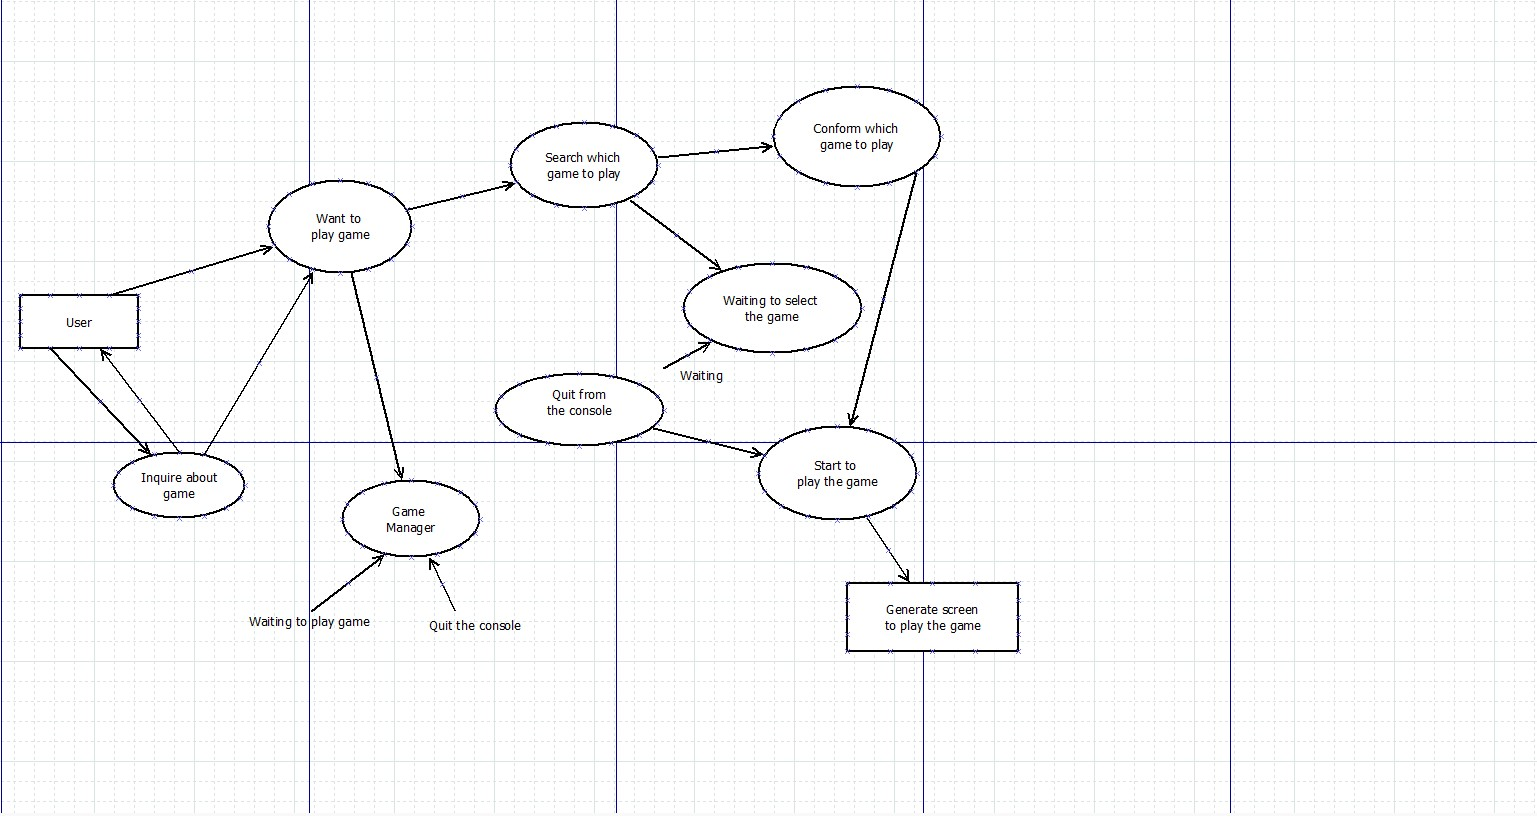 Conform which
game to play
Search which
game to play
Want to
play game
User
Waiting to select
the game
Waiting
Quit from
the console
Inquire about
game
Start to
play the game
Game
Manager
Waiting to play game
Quit the console
Generate screen
to play the game